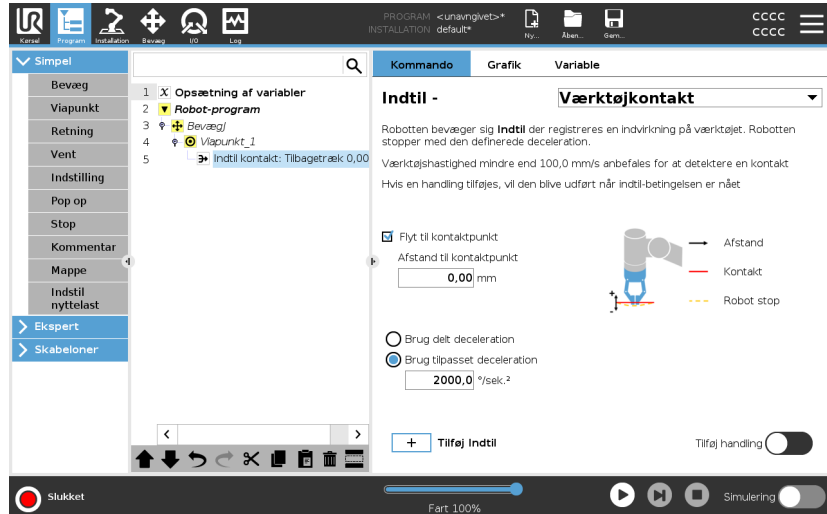 UR
PROGRAM <unavngivet>*
INSTALLATION default*
Kørsel Program Installation Bevæg I/O Log
Ny... Åben... Gem...
cccc
cccc
Simpel
Bevæg
Viapunkt
Retning
Vent
Indstilling
Pop op
Stop
Kommentar
Mappe
Indstil
nyttelast
Ekspert
Skabeloner
1 X Opsætning af variabler
2 Robot-program
3 BevægJ
4 Viapunkt_1
5 Indtil kontakt: Tilbagetræk 0,00
Kommando Grafik Variable
Indtil - Værktøjkontakt
Robotten bevæger sig Indtil der registreres en indvirkning på værktøjet. Robotten
stopper med den definerede deceleration.
Værktøjshastighed mindre end 100,0 mm/s anbefales for at detektere en kontakt
Hvis en handling tilføjes, vil den blive udført når indtil-betingelsen er nået
Flyt til kontaktpunkt
Afstand til kontaktpunkt
0,00 mm
Afstand
Kontakt
Robot stop
+
-
Brug delt deceleration
Brug tilpasset deceleration
2000,0 °/sek.²
+ Tilføj Indtil
Tilføj handling
Slukket
Fart 100%
Simulering